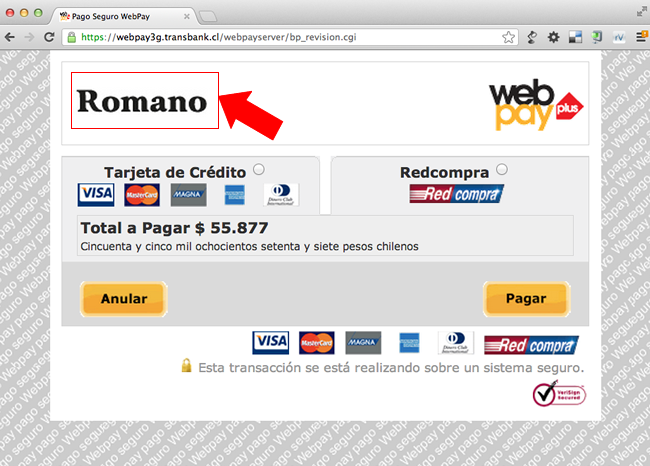 Pago Seguro WebPay
https://webpay3g.transbank.cl/webpayserver/bp_revision.cgi
Romano
web pay plus
Tarjeta de Crédito
Redcompra
VISA MasterCard MAGNA Diners Club International
Red compra
Total a Pagar $ 55.877
Cincuenta y cinco mil ochocientos setenta y siete pesos chilenos
Anular
Pagar
VISA MasterCard MAGNA Diners Club International Red compra
Esta transacción se está realizando sobre un sistema seguro.
VeriSign Secured